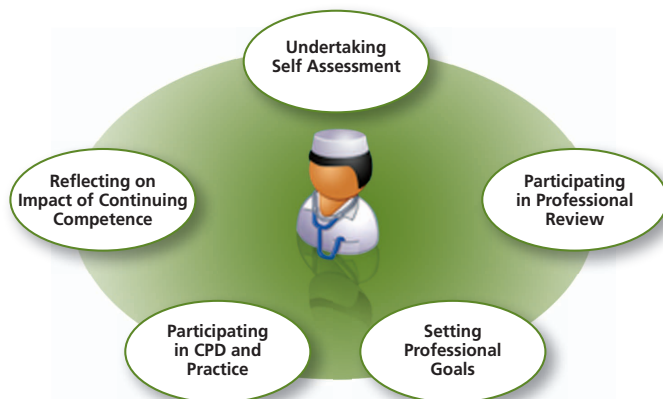 Undertaking
Self Assessment
Reflecting on
Impact of Continuing
Competence
Participating
in Professional
Review
Participating
in CPD and
Practice
Setting
Professional
Goals